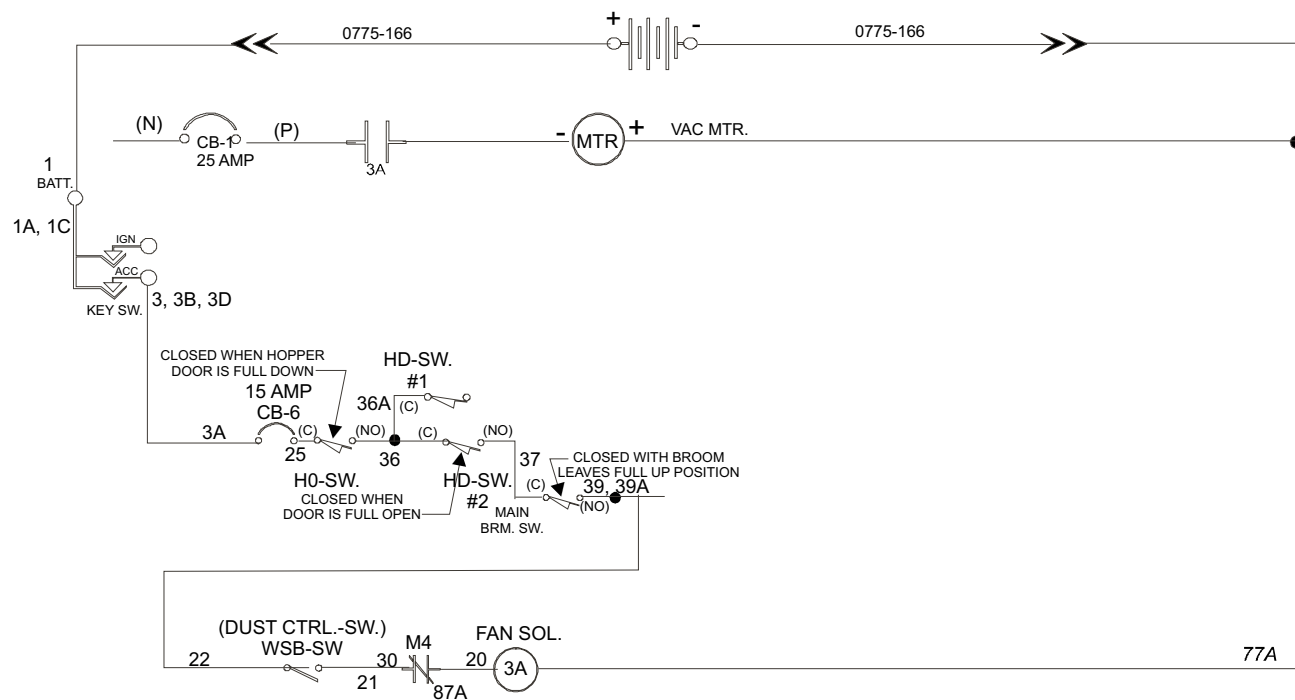 + -
0775-166 0775-166
(N) CB-1 (P) - MTR + VAC MTR.
25 AMP
3A
1
BATT.
1A, 1C
IGN
ACC
KEY SW. 3, 3B, 3D
CLOSED WHEN HOPPER
DOOR IS FULL DOWN
HD-SW.
#1
15 AMP
CB-6
36A (C)
3A (C) (NO) (C) (NO)
25 36 37
CLOSED WITH BROOM
LEAVES FULL UP POSITION
H0-SW.
HD-SW.
#2
CLOSED WHEN
DOOR IS FULL OPEN
(C) 39, 39A
(NO)
MAIN
BRM. SW.
(DUST CTRL.-SW.)
WSB-SW
M4
FAN SOL.
22 30 20 3A 77A
21 87A